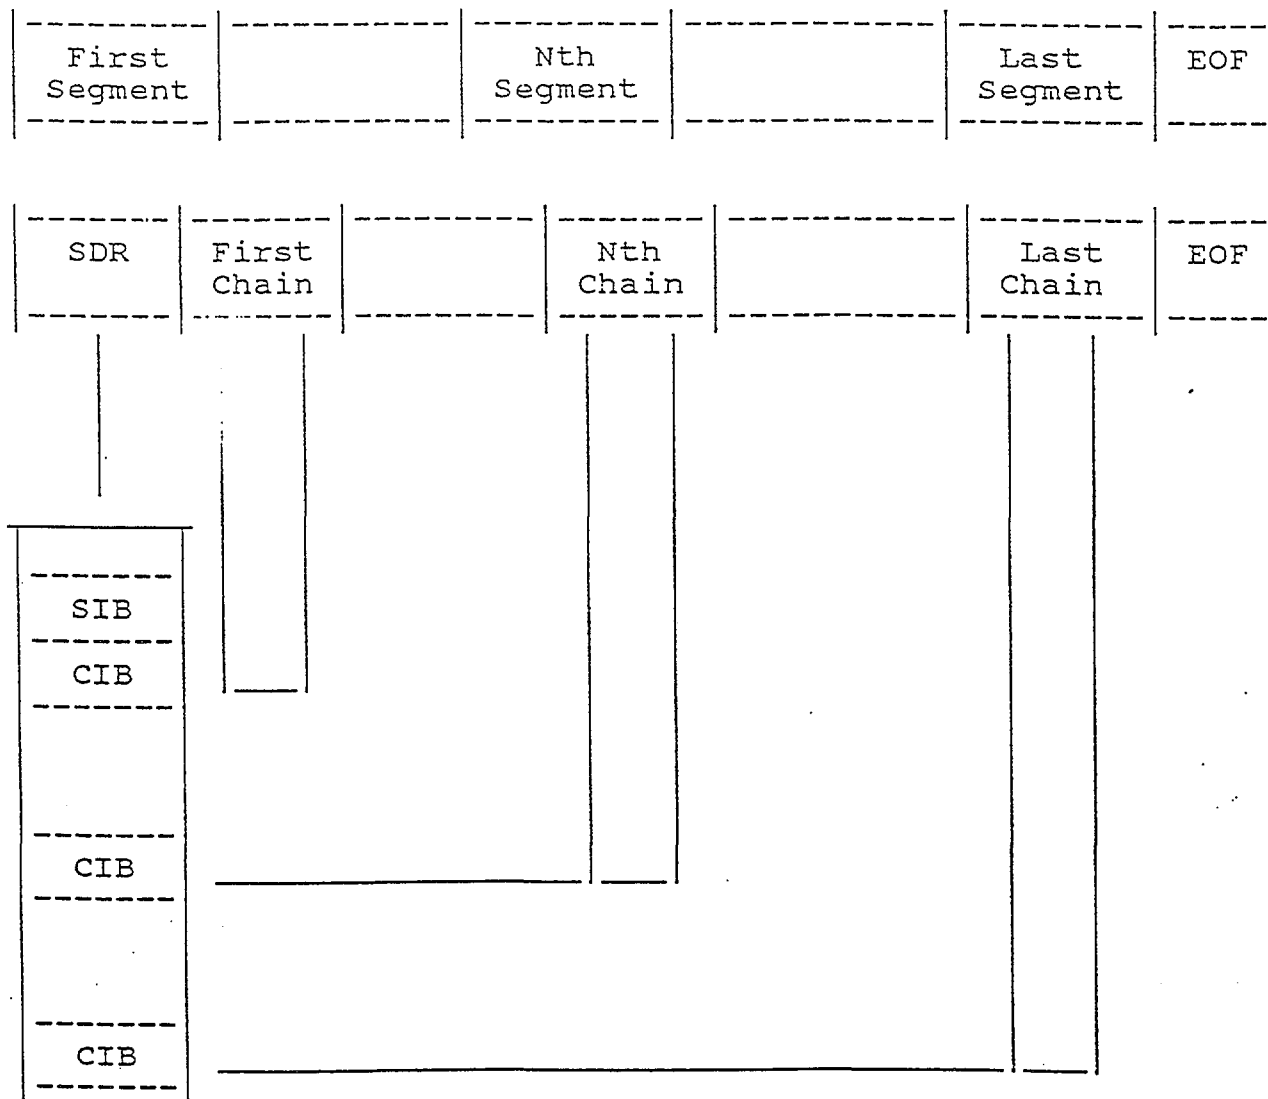 First Segment
Nth Segment
Last Segment
EOF
SDR
First Chain
Nth Chain
Last Chain
EOF
SIB
CIB
CIB
CIB